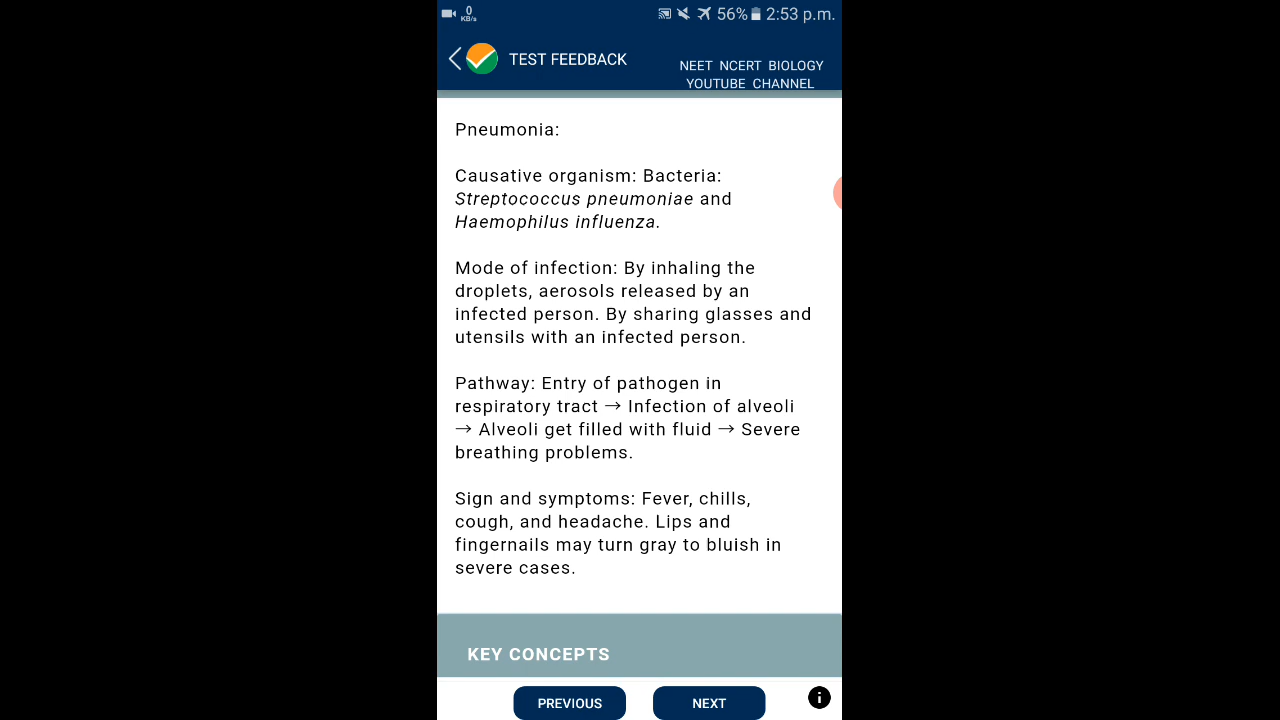 0
KB/s
56% 2:53 p.m.
TEST FEEDBACK
NEET NCERT BIOLOGY
YOUTUBE CHANNEL
Pneumonia:
Causative organism: Bacteria:
Streptococcus pneumoniae and
Haemophilus influenza.
Mode of infection: By inhaling the
droplets, aerosols released by an
infected person. By sharing glasses and
utensils with an infected person.
Pathway: Entry of pathogen in
respiratory tract → Infection of alveoli
→ Alveoli get filled with fluid → Severe
breathing problems.
Sign and symptoms: Fever, chills,
cough, and headache. Lips and
fingernails may turn gray to bluish in
severe cases.
KEY CONCEPTS
PREVIOUS
NEXT
i